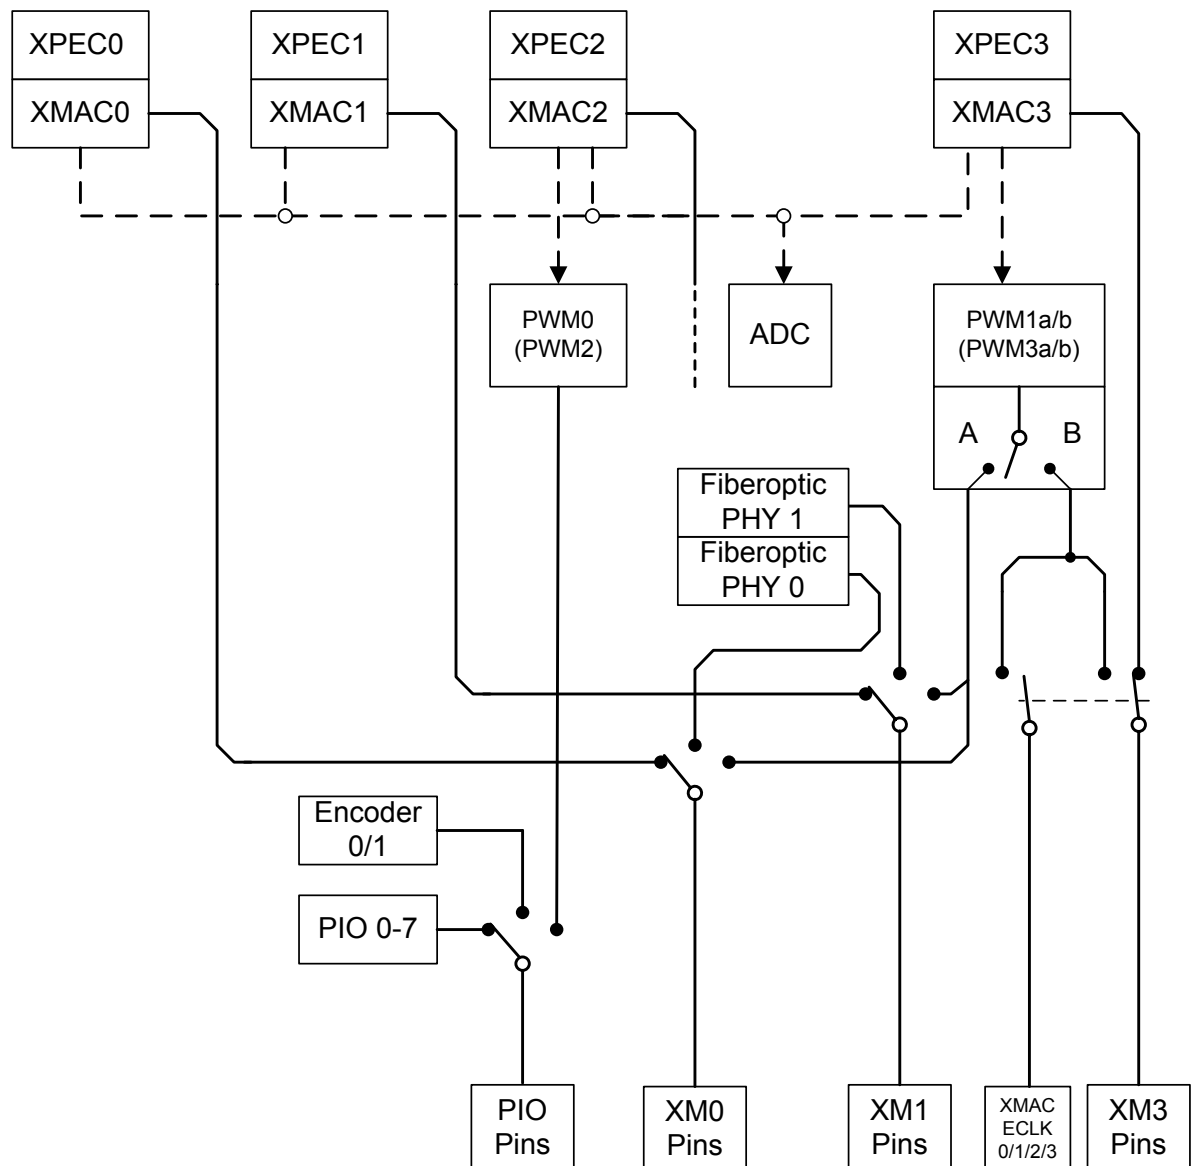 XPEC0
XPEC1
XPEC2
XPEC3
XMAC0
XMAC1
XMAC2
XMAC3
PWM0
(PWM2)
ADC
PWM1a/b
(PWM3a/b)
A
B
Fiberoptic
PHY 1
Fiberoptic
PHY 0
Encoder
0/1
PIO 0-7
PIO
Pins
XM0
Pins
XM1
Pins
XMAC
ECLK
0/1/2/3
XM3
Pins